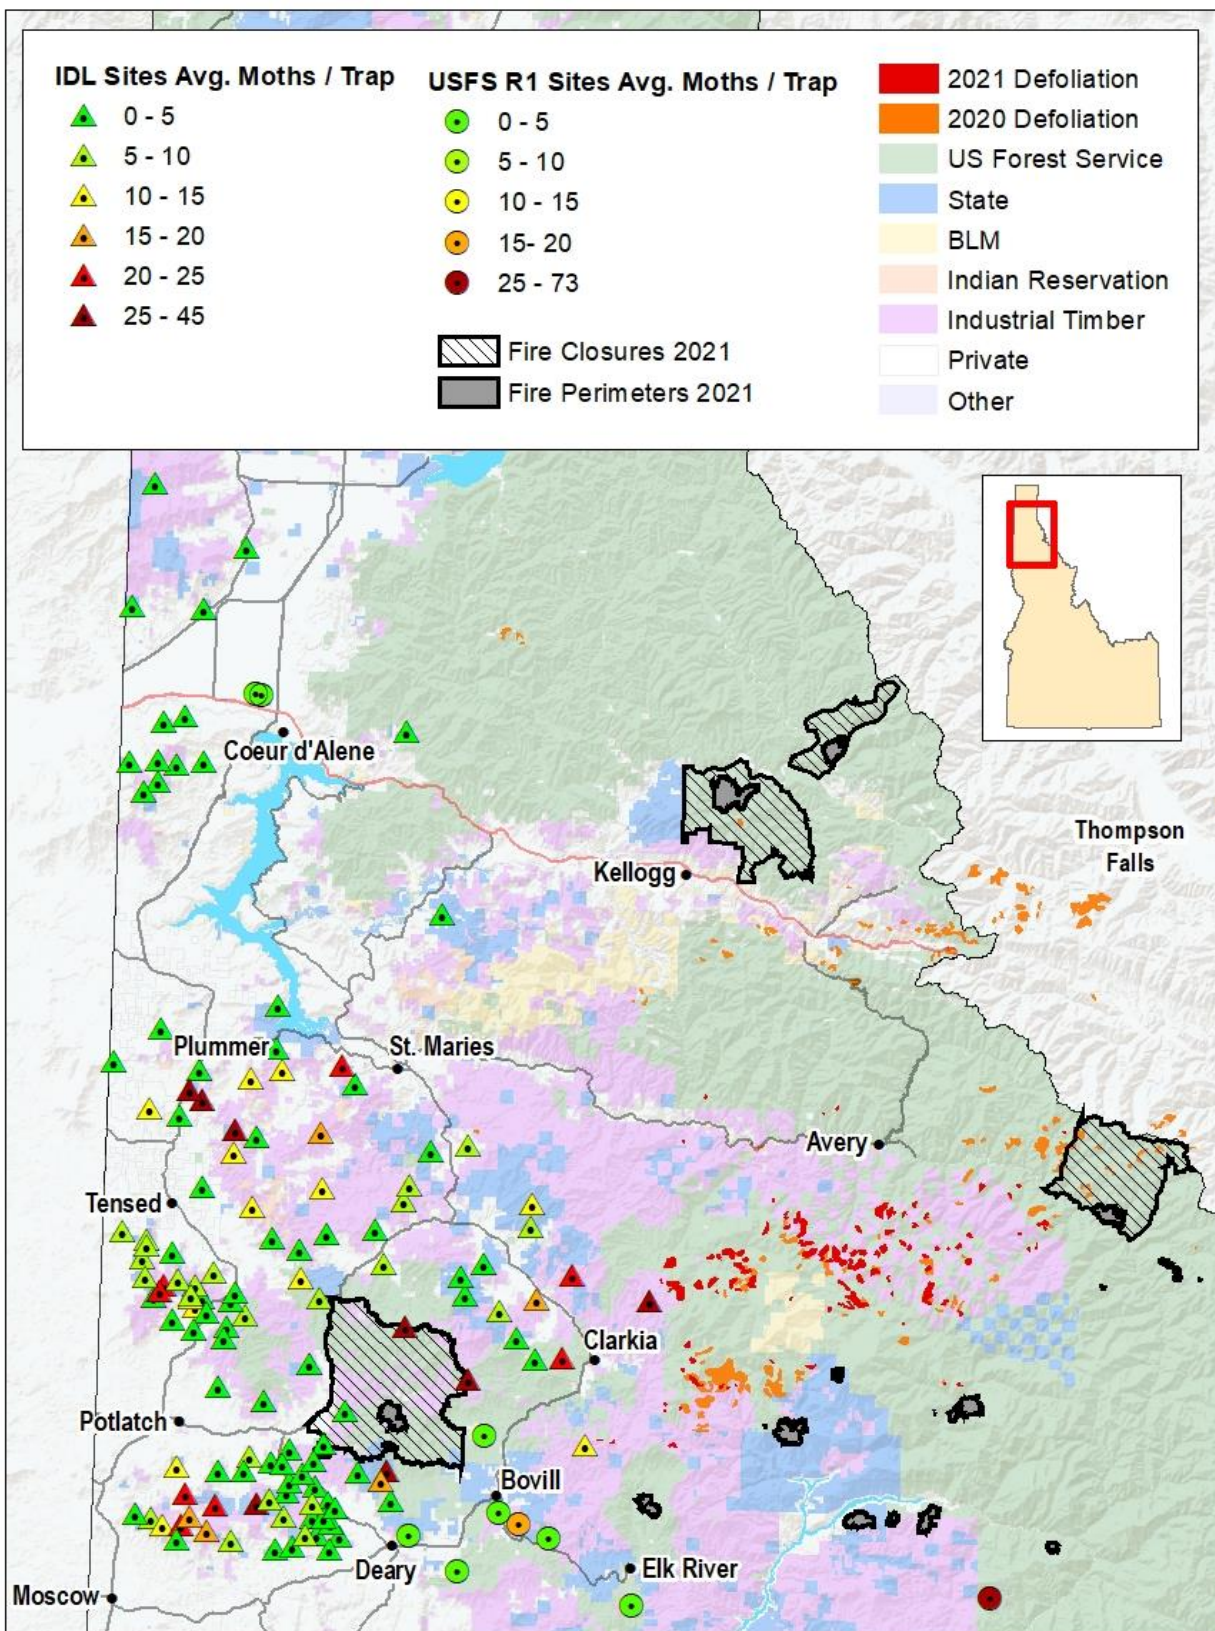 IDL Sites Avg. Moths / Trap
0 - 5
5 - 10
10 - 15
15 - 20
20 - 25
25 - 45
USFS R1 Sites Avg. Moths / Trap
0 - 5
5 - 10
10 - 15
15- 20
25 - 73
Fire Closures 2021
Fire Perimeters 2021
2021 Defoliation
2020 Defoliation
US Forest Service
State
BLM
Indian Reservation
Industrial Timber
Private
Other
Coeur d'Alene
Thompson
Falls
Kellogg
Plummer
St. Maries
Avery
Tensed
Clarkia
Potlatch
Bovill
Deary
Elk River
Moscow